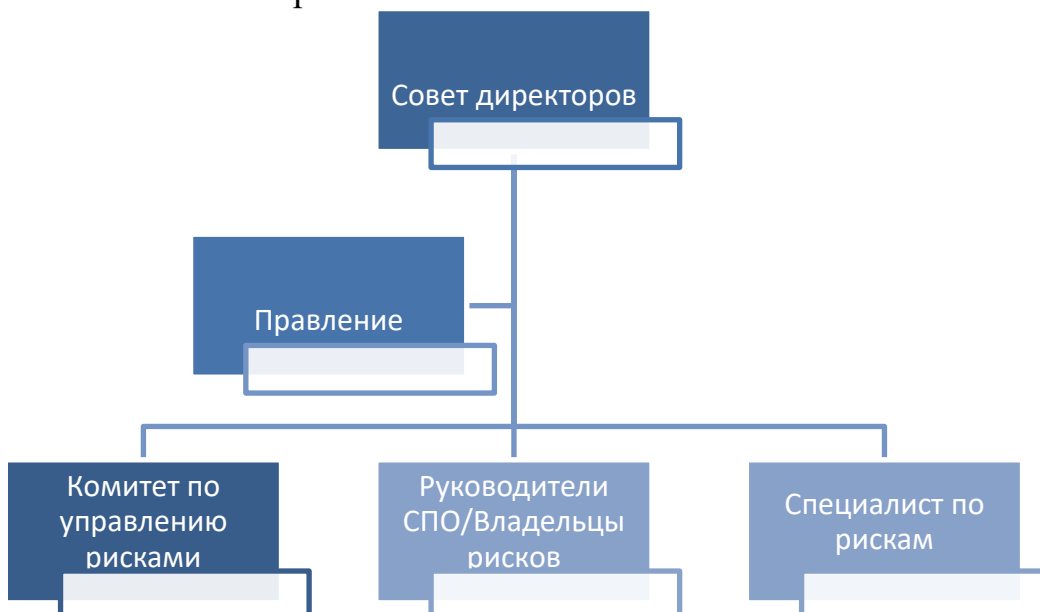 Совет директоров
Правление
Комитет по
управлению
рисками
Руководители
СПО/Владельцы
рисков
Специалист по
рискам